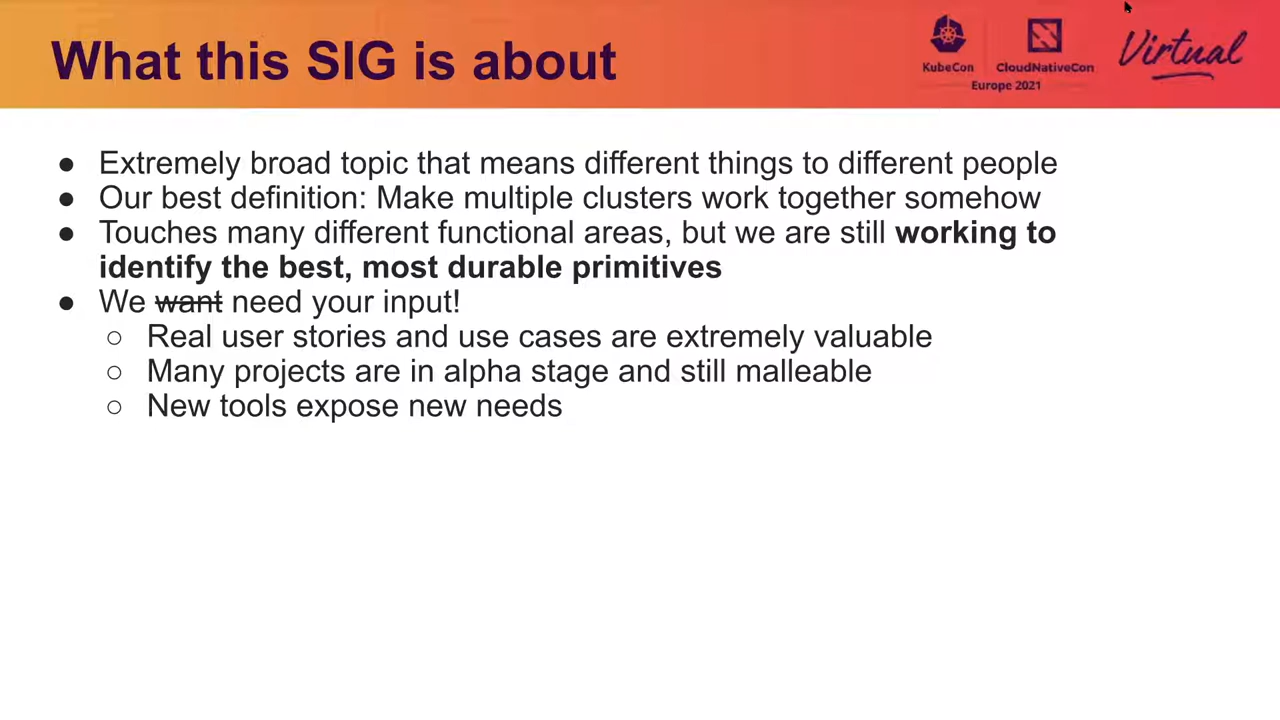 What this SIG is about
KubeCon
CloudNativeCon
Europe 2021
Virtual
● Extremely broad topic that means different things to different people
● Our best definition: Make multiple clusters work together somehow
● Touches many different functional areas, but we are still working to
identify the best, most durable primitives
● We want need your input!
○ Real user stories and use cases are extremely valuable
○ Many projects are in alpha stage and still malleable
○ New tools expose new needs